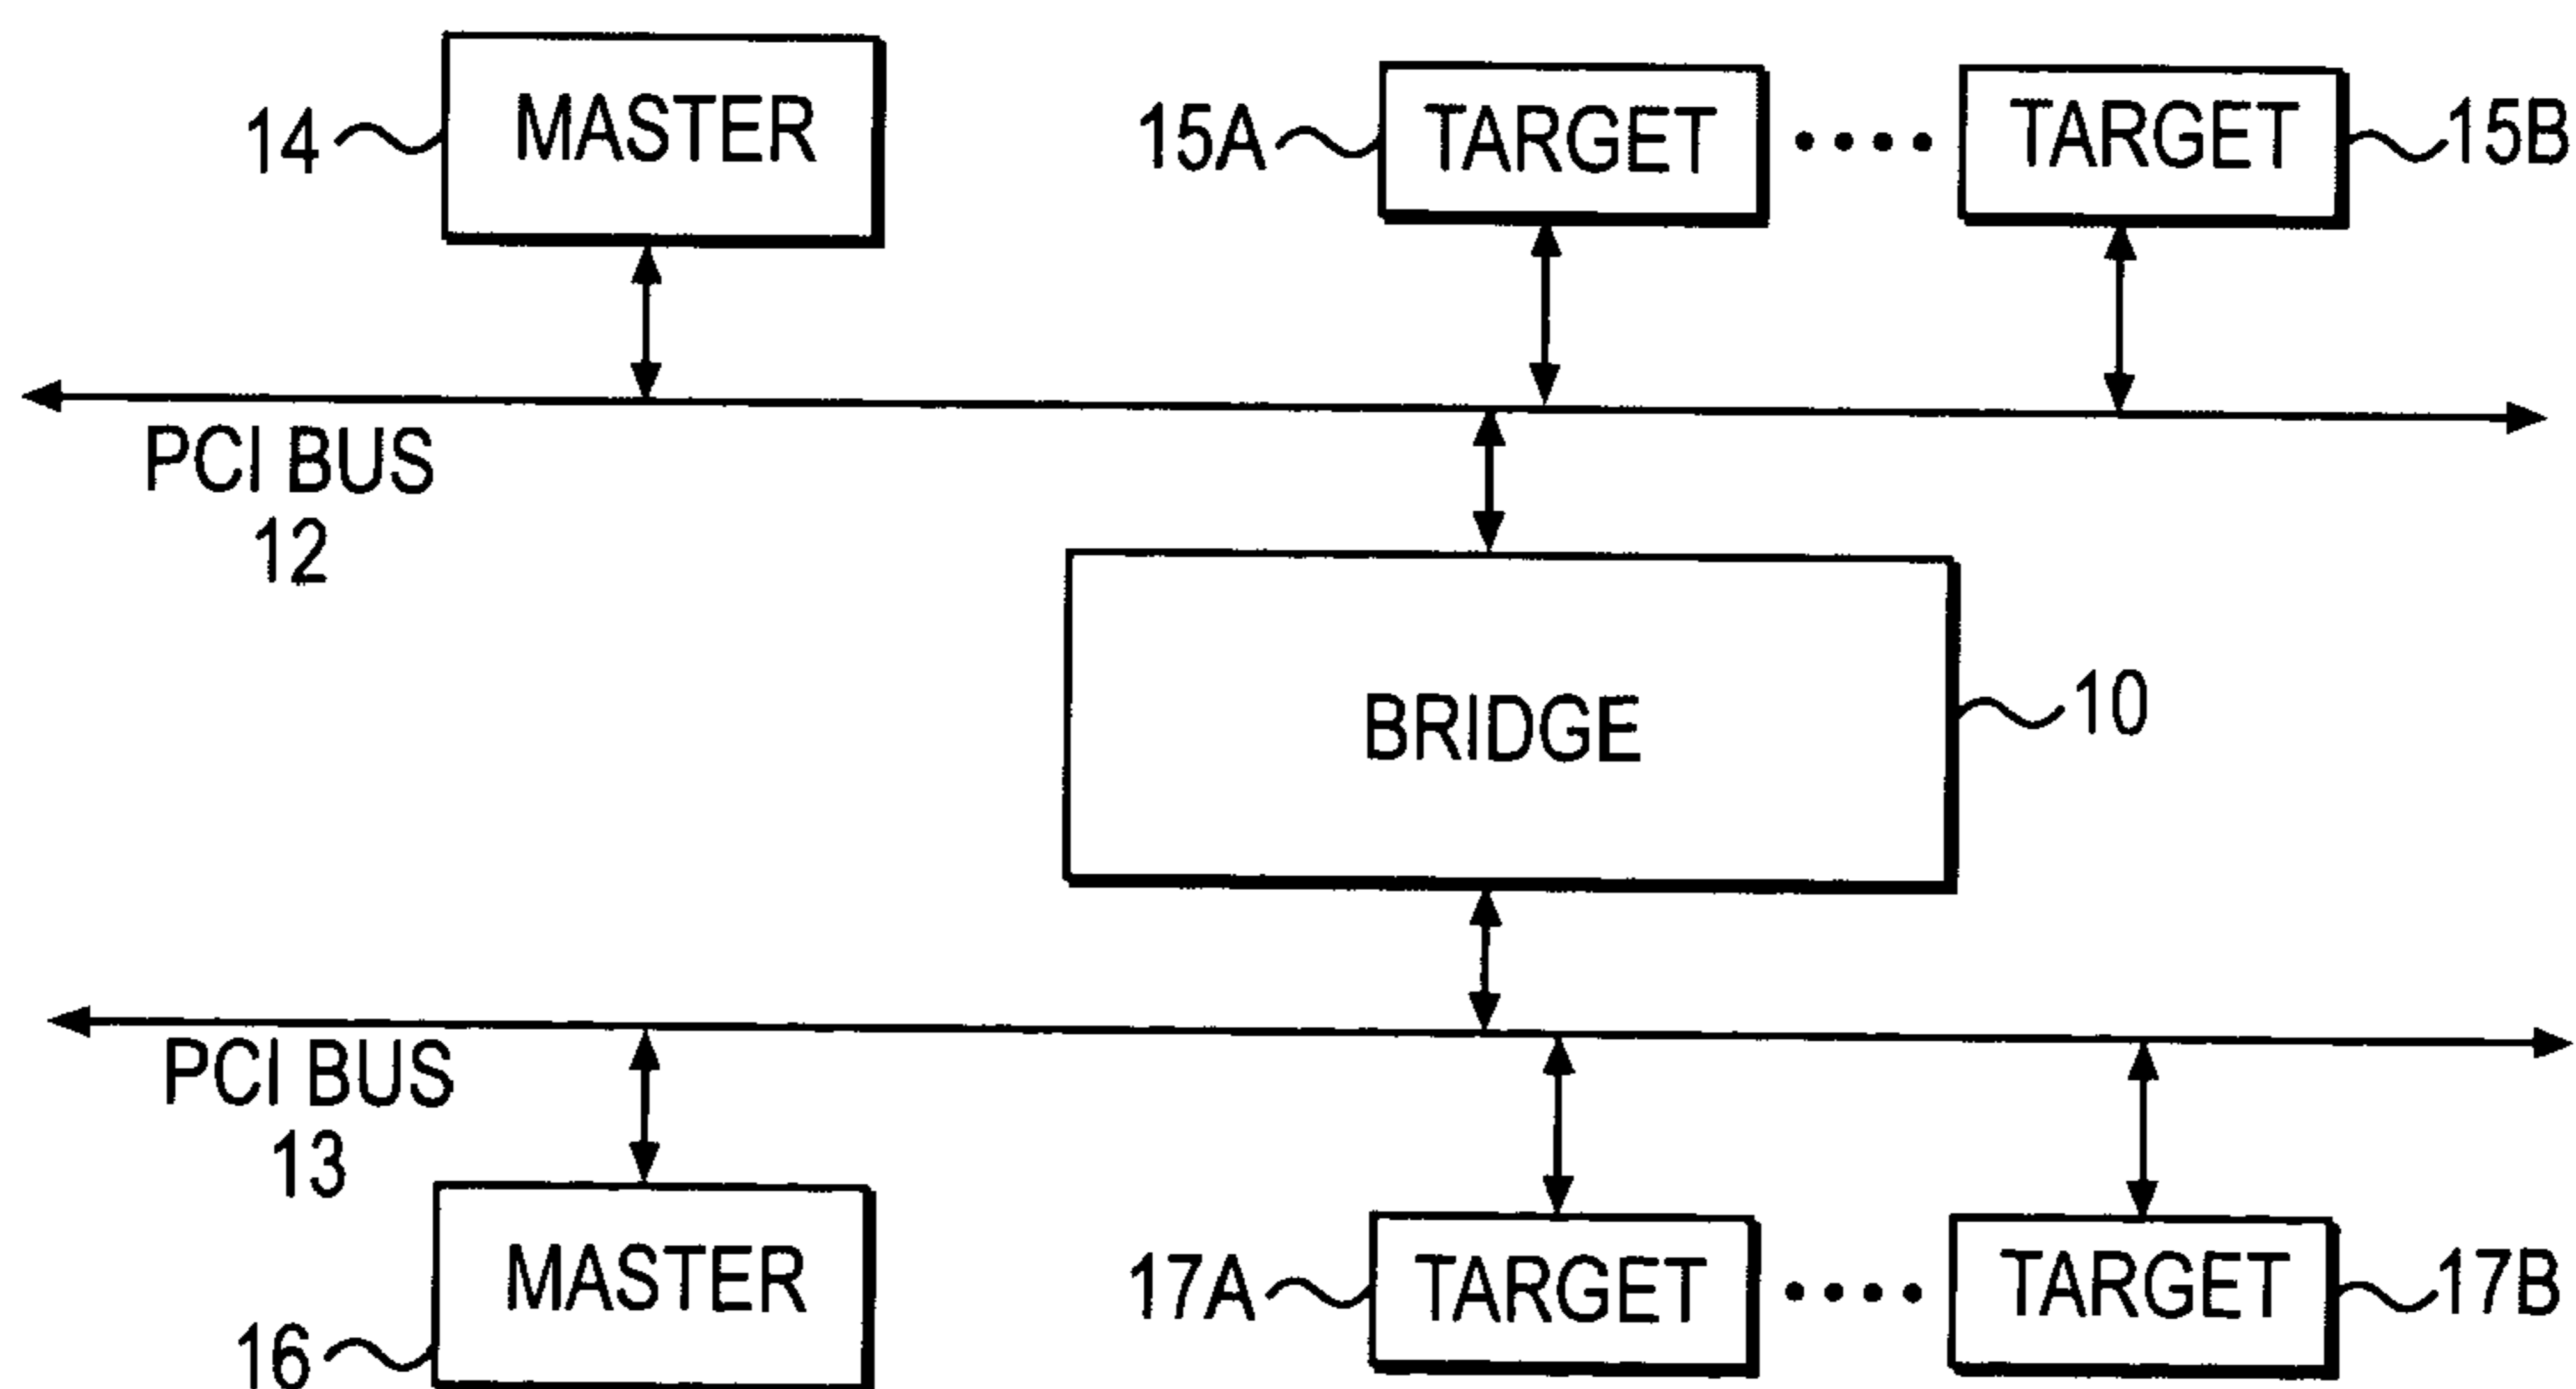 14
MASTER
15A
TARGET
TARGET
15B
PCI BUS
12
BRIDGE
10
PCI BUS
13
MASTER
16
17A
TARGET
TARGET
17B